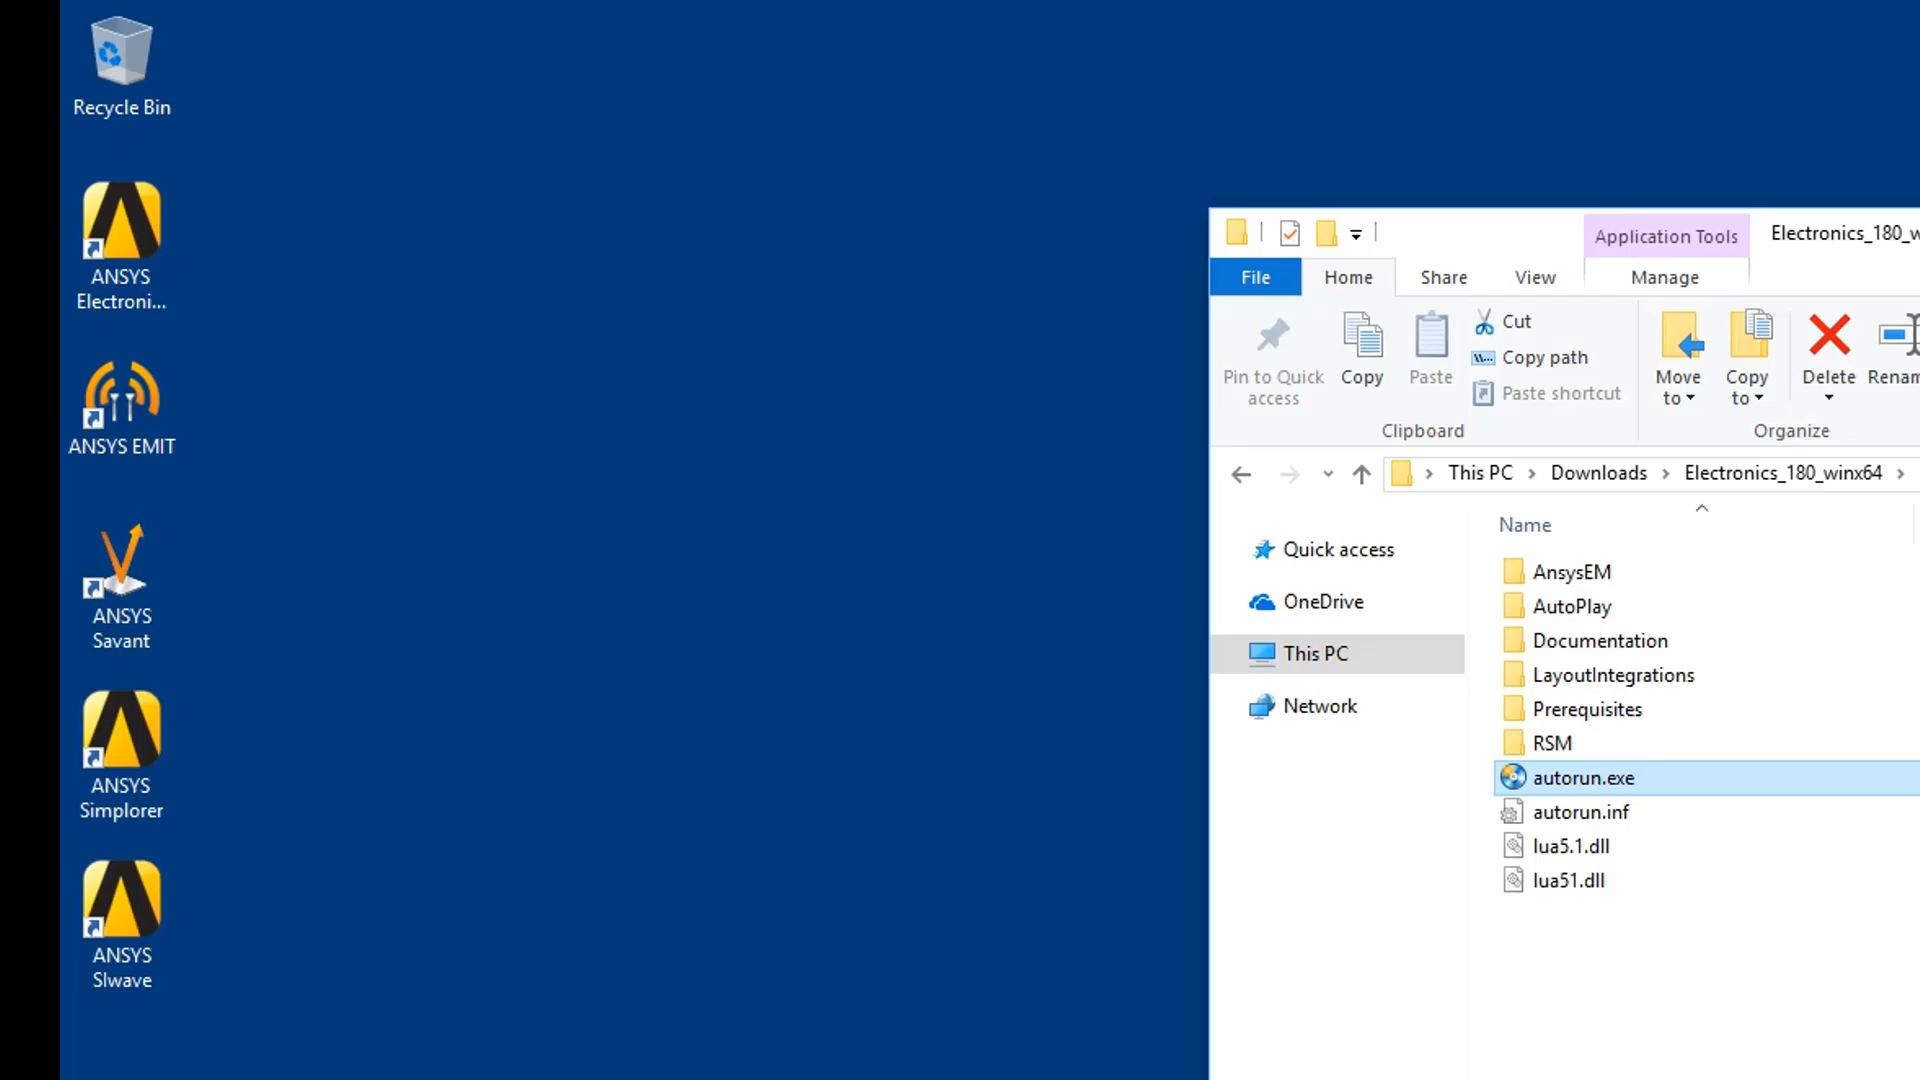 Recycle Bin
ANSYS
Electroni...
ANSYS EMIT
ANSYS
Savant
ANSYS
Simplorer
ANSYS
SIwave
Application Tools
Electronics_180_w
File
Home
Share
View
Manage
Pin to Quick
access
Copy
Paste
Cut
Copy path
Paste shortcut
Clipboard
Move
to
Copy
to
Delete
Renam
Organize
This PC
Downloads
Electronics_180_winx64
Quick access
OneDrive
This PC
Network
Name
AnsysEM
AutoPlay
Documentation
LayoutIntegrations
Prerequisites
RSM
autorun.exe
autorun.inf
lua5.1.dll
lua51.dll